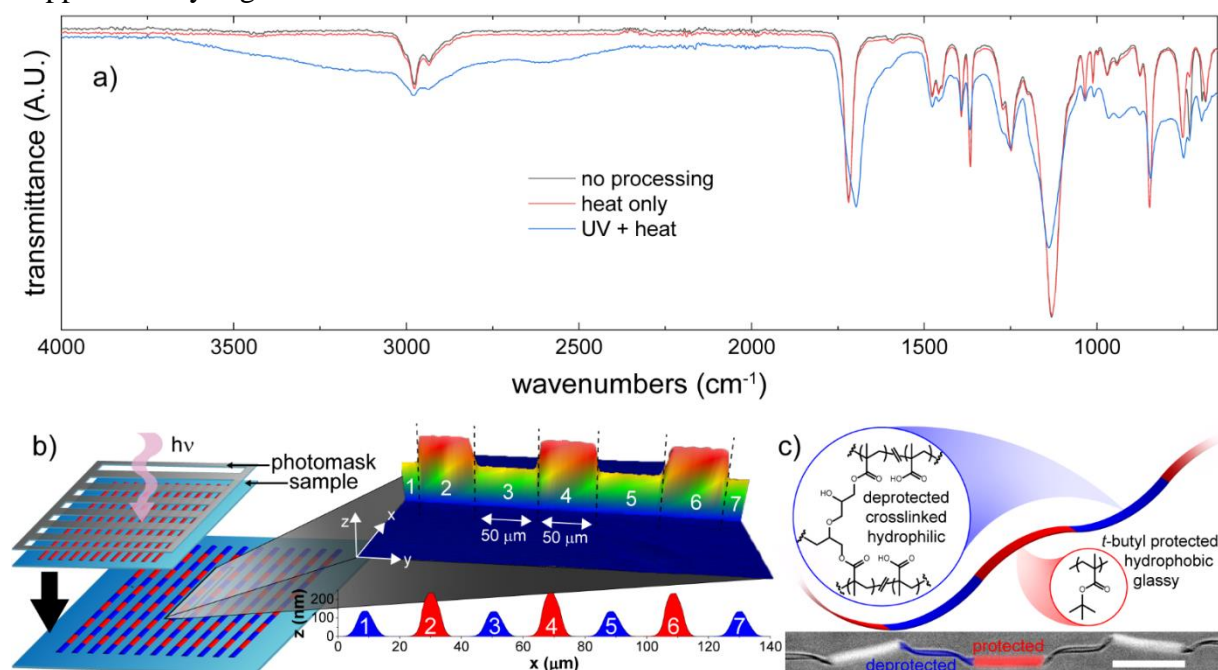 a)
transmittance (A.U.)
no processing
heat only
UV + heat
4000 3500 3000 2500 2000 1500 1000
wavenumbers (cm⁻¹)
b)
hν
photomask
sample
1 2 3 4 5 6 7
50 μm 50 μm
z x y
z (nm)
200
100
0
1 2 3 4 5 6 7
0 20 40 60 80 100 120 140
x (μm)
c)
O O HO O
HO
deprotected
crosslinked
hydrophilic
O
O
O O O OH
t-butyl protected
hydrophobic
glassy
O
O
protected
deprotected